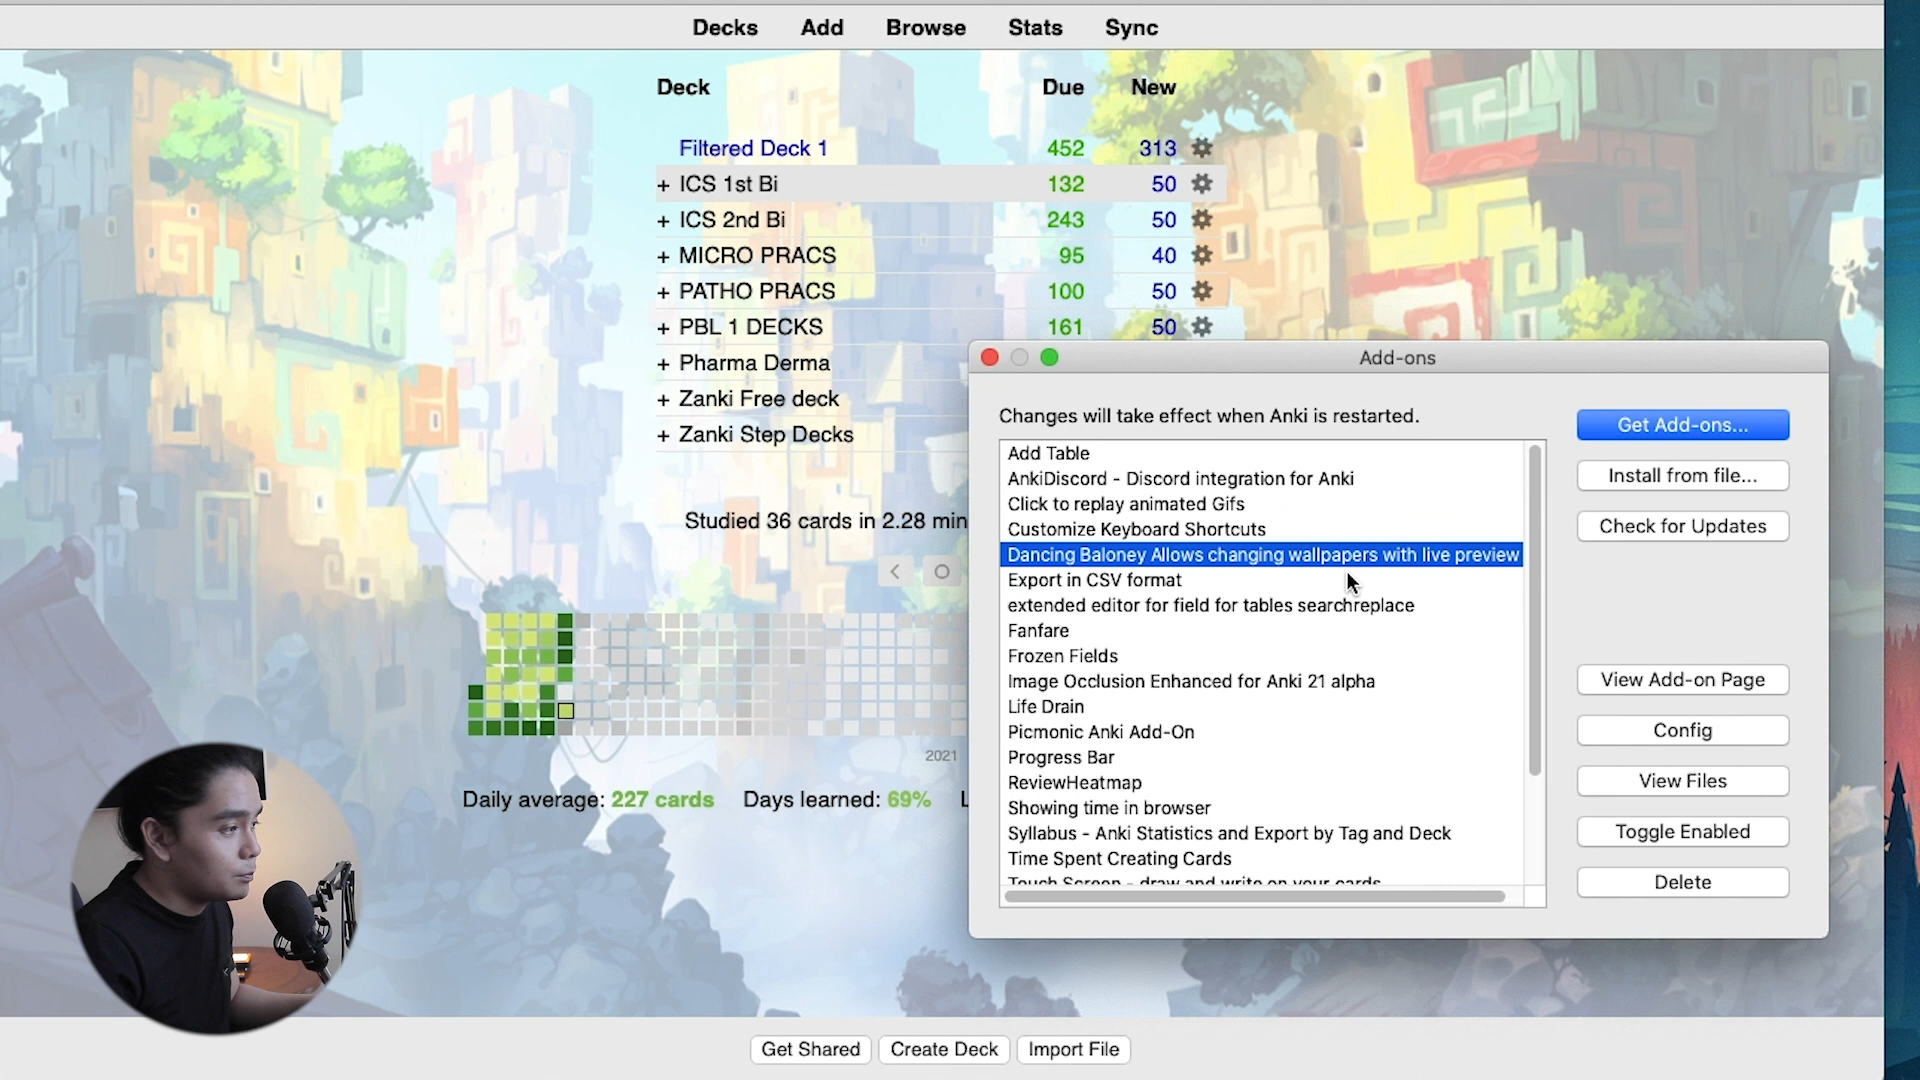 Decks Add Browse Stats Sync
Deck Due New
Filtered Deck 1 452 313
+ ICS 1st Bi 132 50
+ ICS 2nd Bi 243 50
+ MICRO PRACS 95 40
+ PATHO PRACS 100 50
+ PBL 1 DECKS 161 50
+ Pharma Derma
+ Zanki Free deck
+ Zanki Step Decks
Studied 36 cards in 2.28 min
2021
Daily average: 227 cards Days learned: 69% L
Get Shared Create Deck Import File
Add-ons
Changes will take effect when Anki is restarted.
Add Table
AnkiDiscord - Discord integration for Anki
Click to replay animated Gifs
Customize Keyboard Shortcuts
Dancing Baloney Allows changing wallpapers with live preview
Export in CSV format
extended editor for field for tables searchreplace
Fanfare
Frozen Fields
Image Occlusion Enhanced for Anki 21 alpha
Life Drain
Picmonic Anki Add-On
Progress Bar
ReviewHeatmap
Showing time in browser
Syllabus - Anki Statistics and Export by Tag and Deck
Time Spent Creating Cards
Touch Screen - draw and write on your cards
Get Add-ons...
Install from file...
Check for Updates
View Add-on Page
Config
View Files
Toggle Enabled
Delete